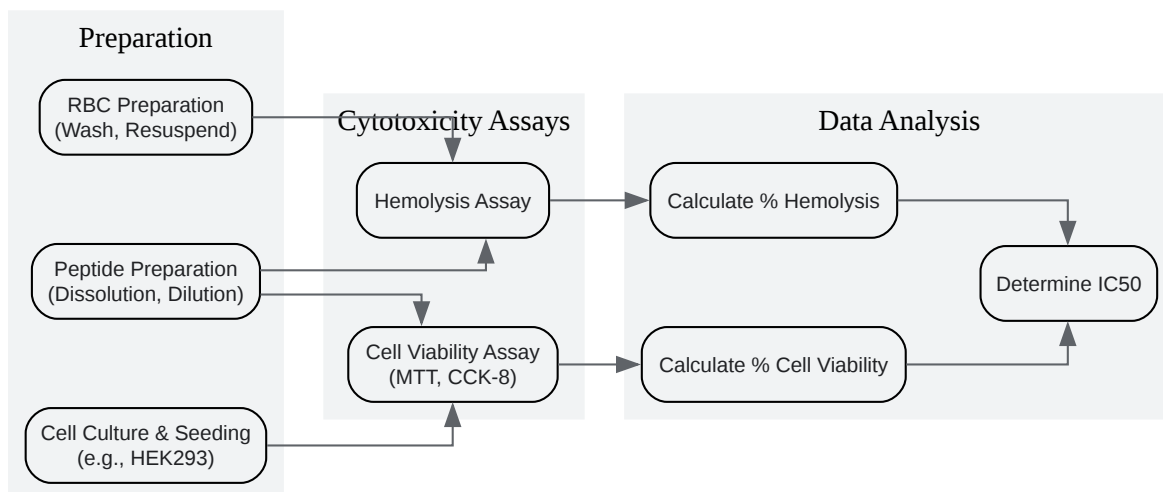 Preparation
RBC Preparation
(Wash, Resuspend)
Peptide Preparation
(Dissolution, Dilution)
Cell Culture & Seeding
(e.g., HEK293)
Cytotoxicity Assays
Hemolysis Assay
Cell Viability Assay
(MTT, CCK-8)
Data Analysis
Calculate % Hemolysis
Calculate % Cell Viability
Determine IC50